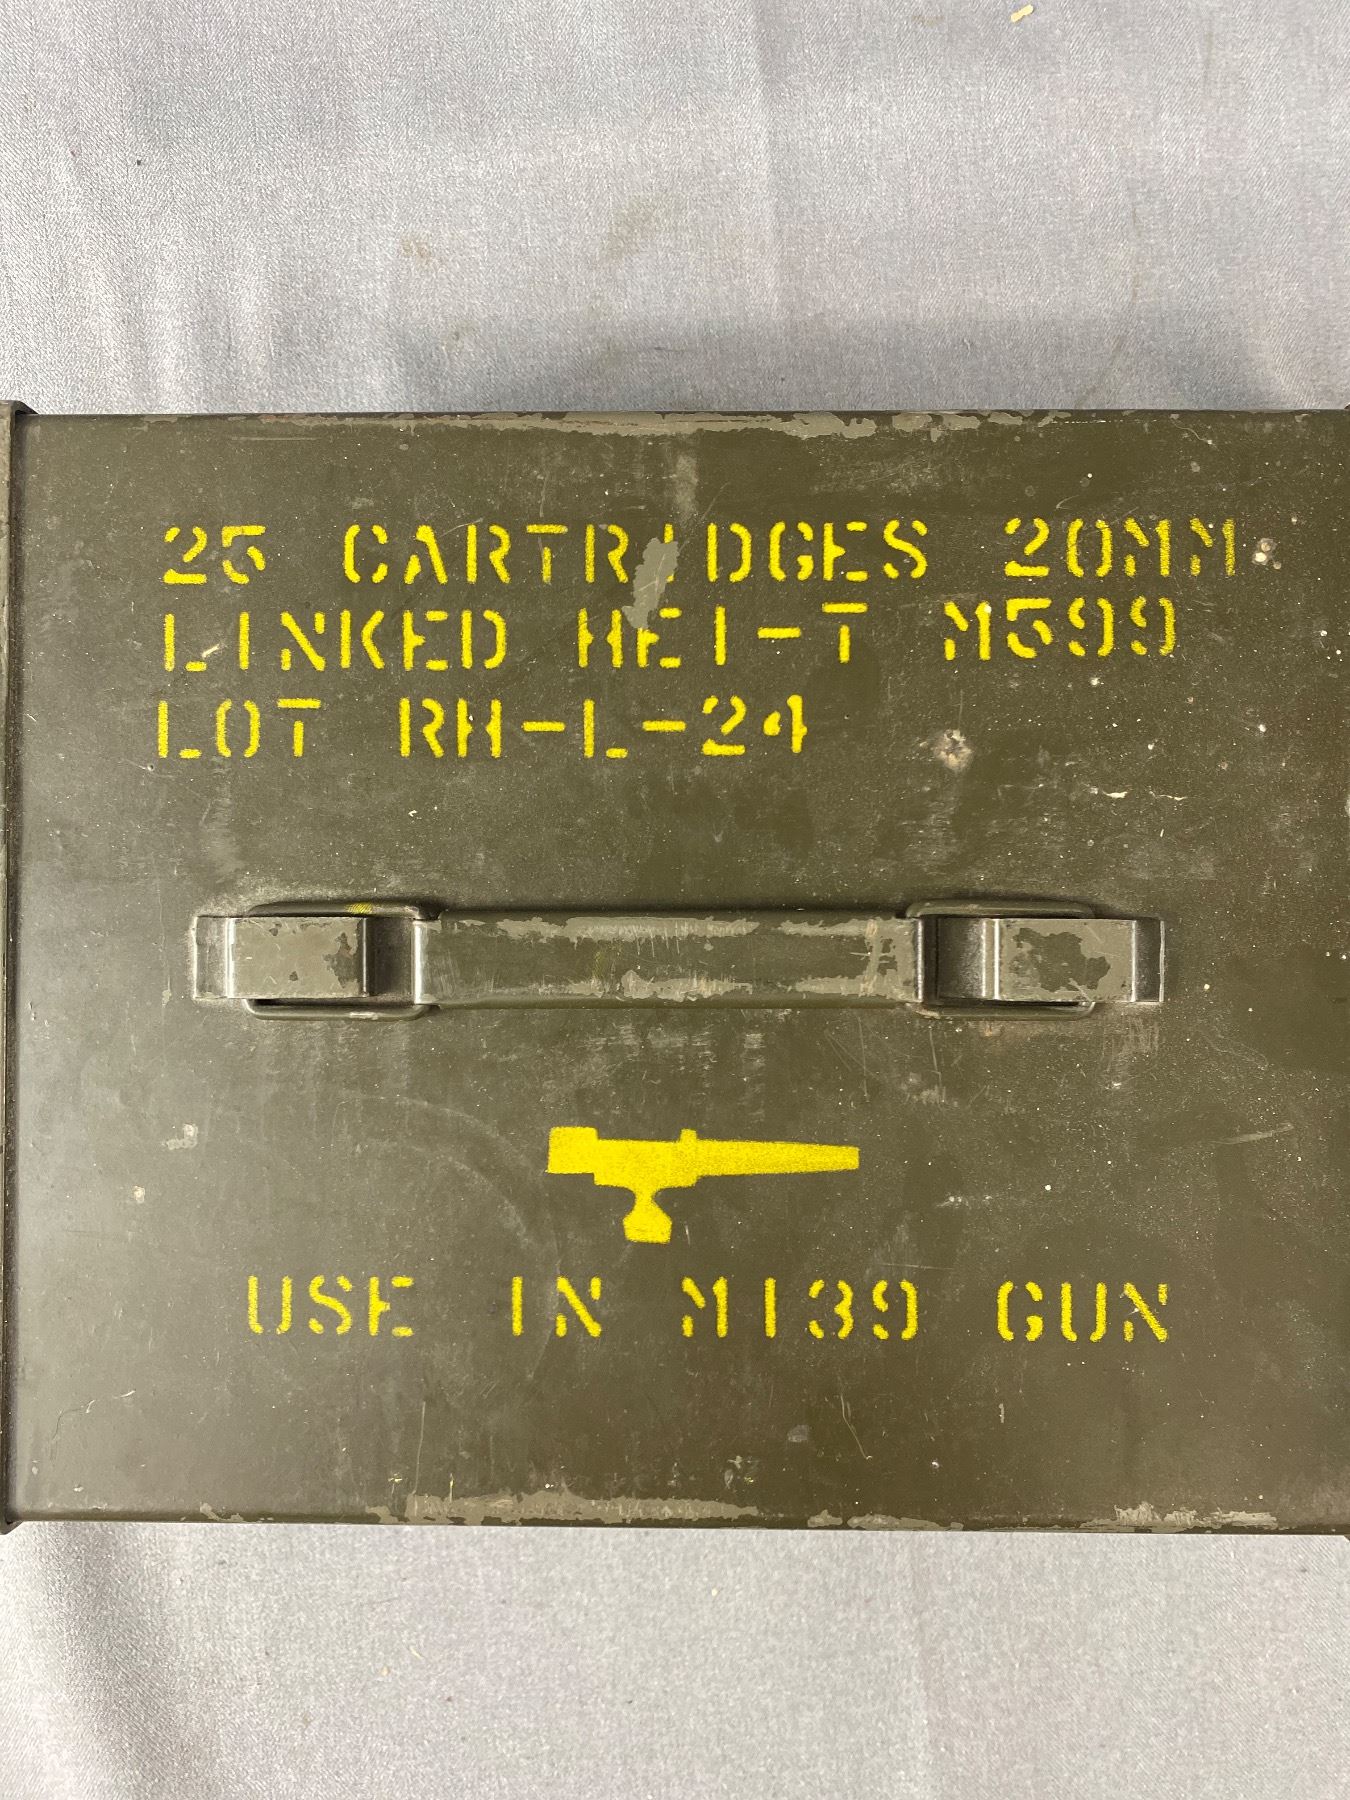 25 CARTRIDGES 20MM
LINKED HEI-T M599
LOT RH-L-24
USE IN M139 GUN